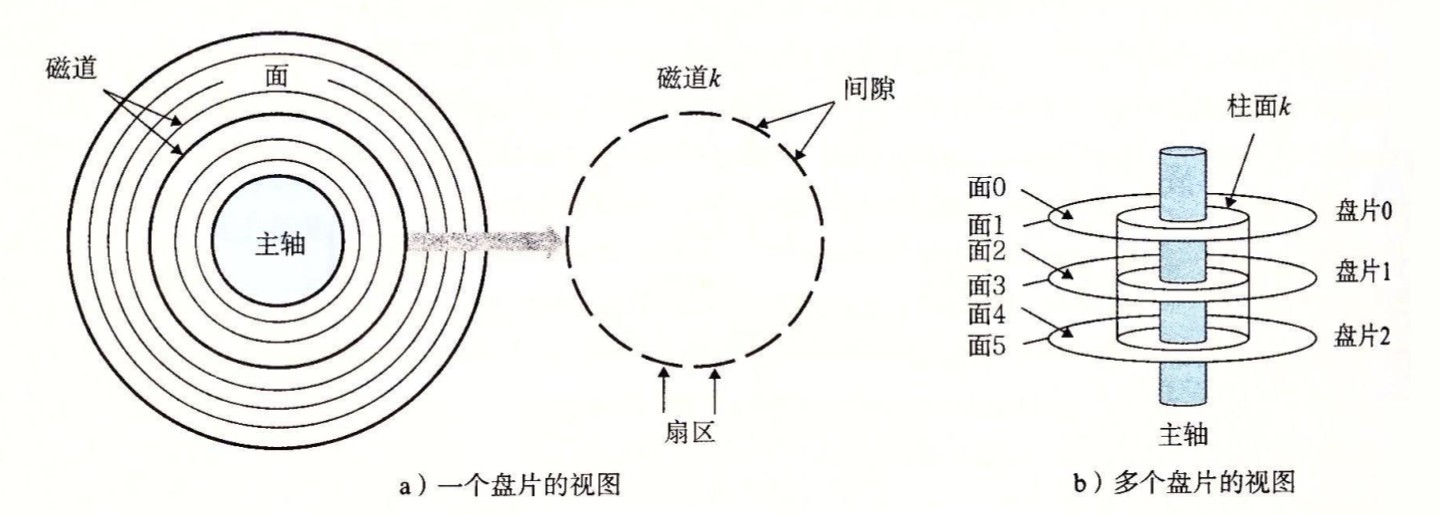 磁道
面
主轴
磁道k
间隙
扇区
a）一个盘片的视图
柱面k
面0
面1
面2
面3
面4
面5
盘片0
盘片1
盘片2
主轴
b）多个盘片的视图